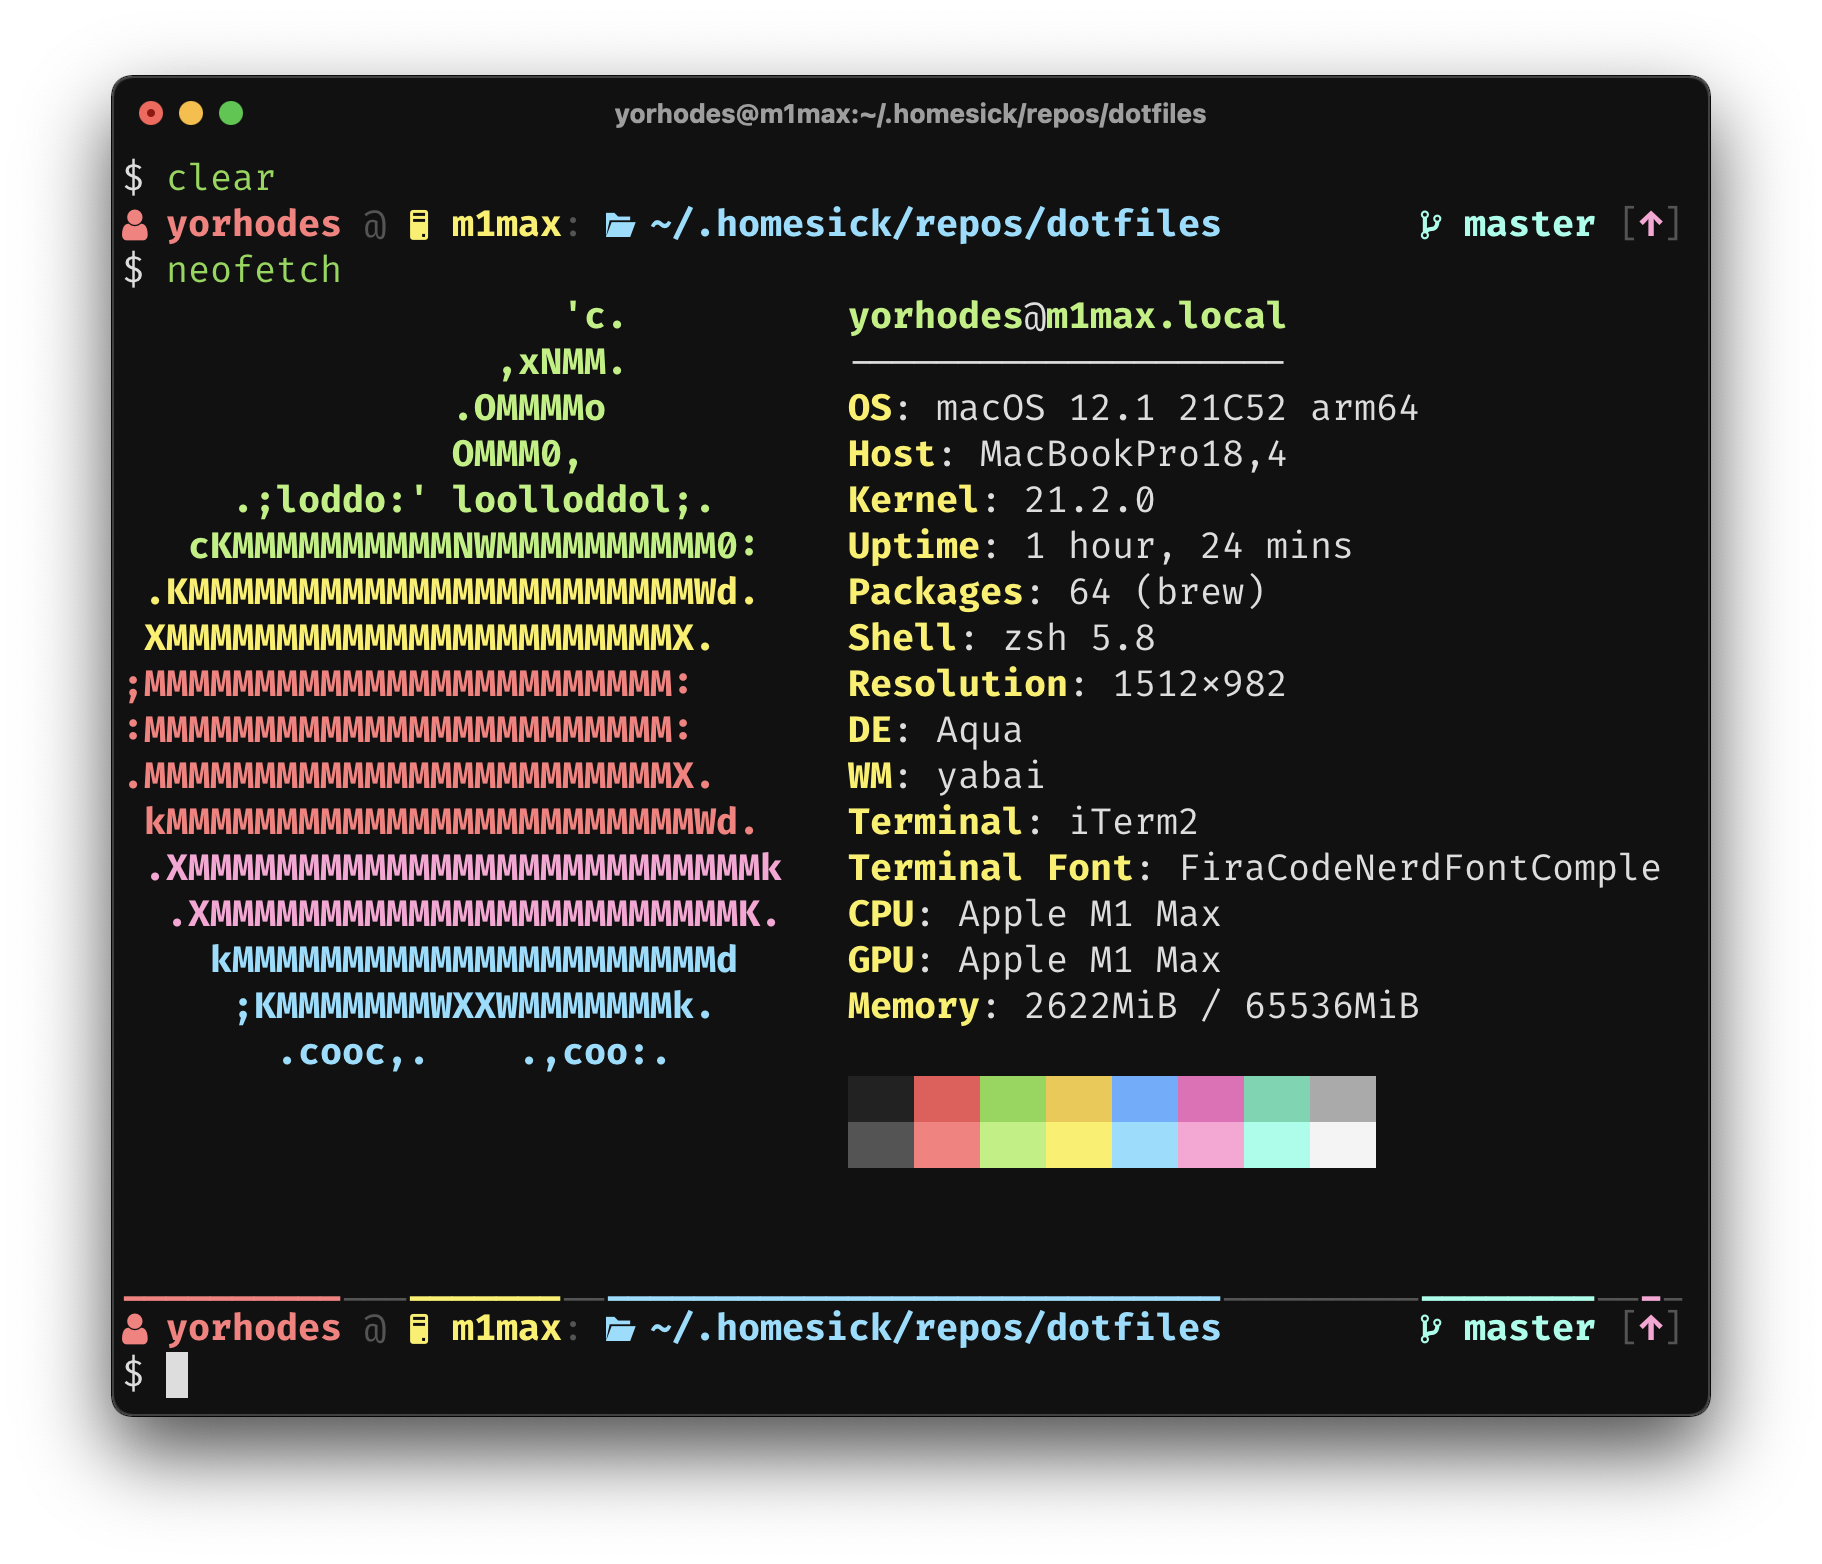 yorhodes@m1max:~/.homesick/repos/dotfiles
$ clear
yorhodes @ m1max: ~/.homesick/repos/dotfiles master [↑]
$ neofetch
'c. yorhodes@m1max.local
,xNMM. ----------------------
.OMMMMo OS: macOS 12.1 21C52 arm64
OMMM0, Host: MacBookPro18,4
.;loddo:' loolloddol;. Kernel: 21.2.0
cKMMMMMMMMMMNWMMMMMMMMMM0: Uptime: 1 hour, 24 mins
.KMMMMMMMMMMMMMMMMMMMMMMMWd. Packages: 64 (brew)
XMMMMMMMMMMMMMMMMMMMMMMMX. Shell: zsh 5.8
;MMMMMMMMMMMMMMMMMMMMMMMM: Resolution: 1512×982
:MMMMMMMMMMMMMMMMMMMMMMMM: DE: Aqua
.MMMMMMMMMMMMMMMMMMMMMMMMX. WM: yabai
kMMMMMMMMMMMMMMMMMMMMMMMMWd. Terminal: iTerm2
.XMMMMMMMMMMMMMMMMMMMMMMMMMMk Terminal Font: FiraCodeNerdFontComple
.XMMMMMMMMMMMMMMMMMMMMMMMMK. CPU: Apple M1 Max
kMMMMMMMMMMMMMMMMMMMMMMd GPU: Apple M1 Max
;KMMMMMMMWXXWMMMMMMMk. Memory: 2622MiB / 65536MiB
.cooc,. .,coo:.
yorhodes @ m1max: ~/.homesick/repos/dotfiles master [↑]
$